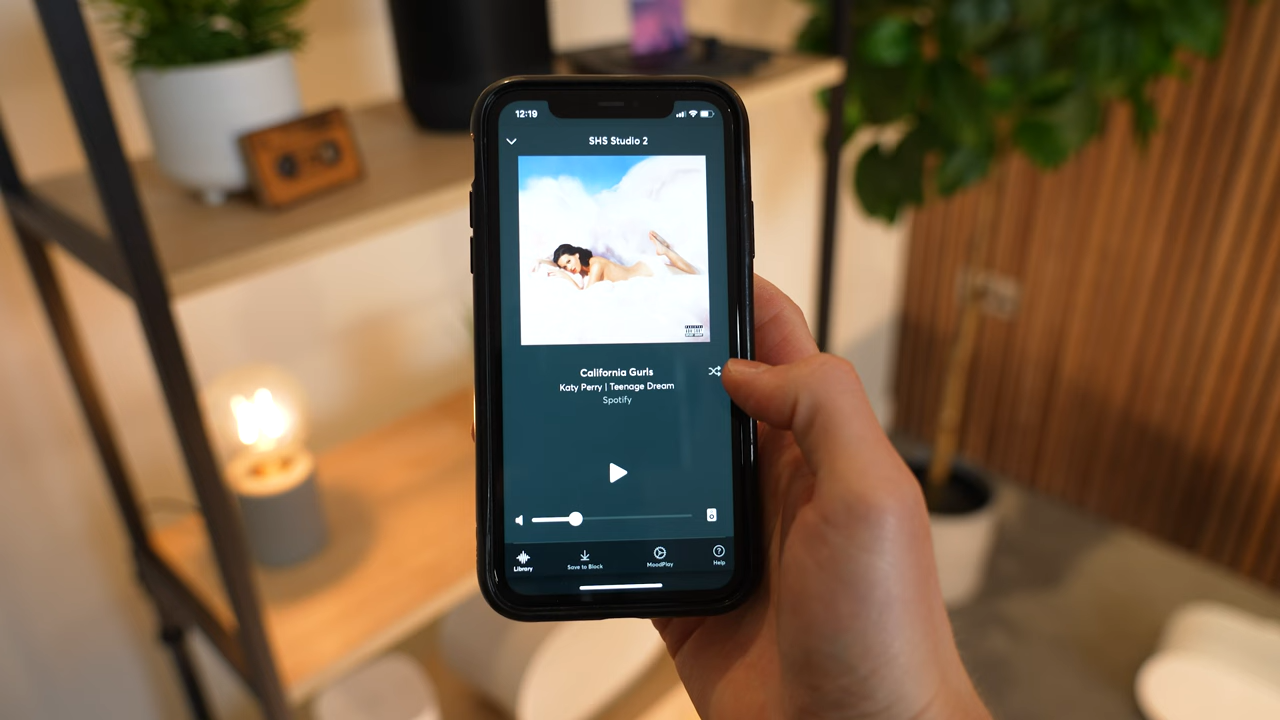 12:19
SHS Studio 2
California Gurls
Katy Perry | Teenage Dream
Spotify
Library
Save to Block
MoodPlay
Help